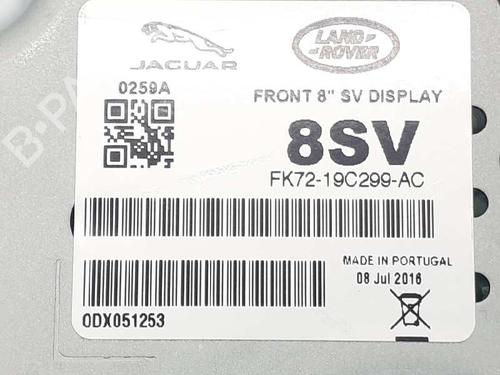 JAGUAR
LAND
ROVER
0259A
FRONT 8" SV DISPLAY
8SV
FK72-19C299-AC
MADE IN PORTUGAL
08 Jul 2016
0DX051253
B-PA